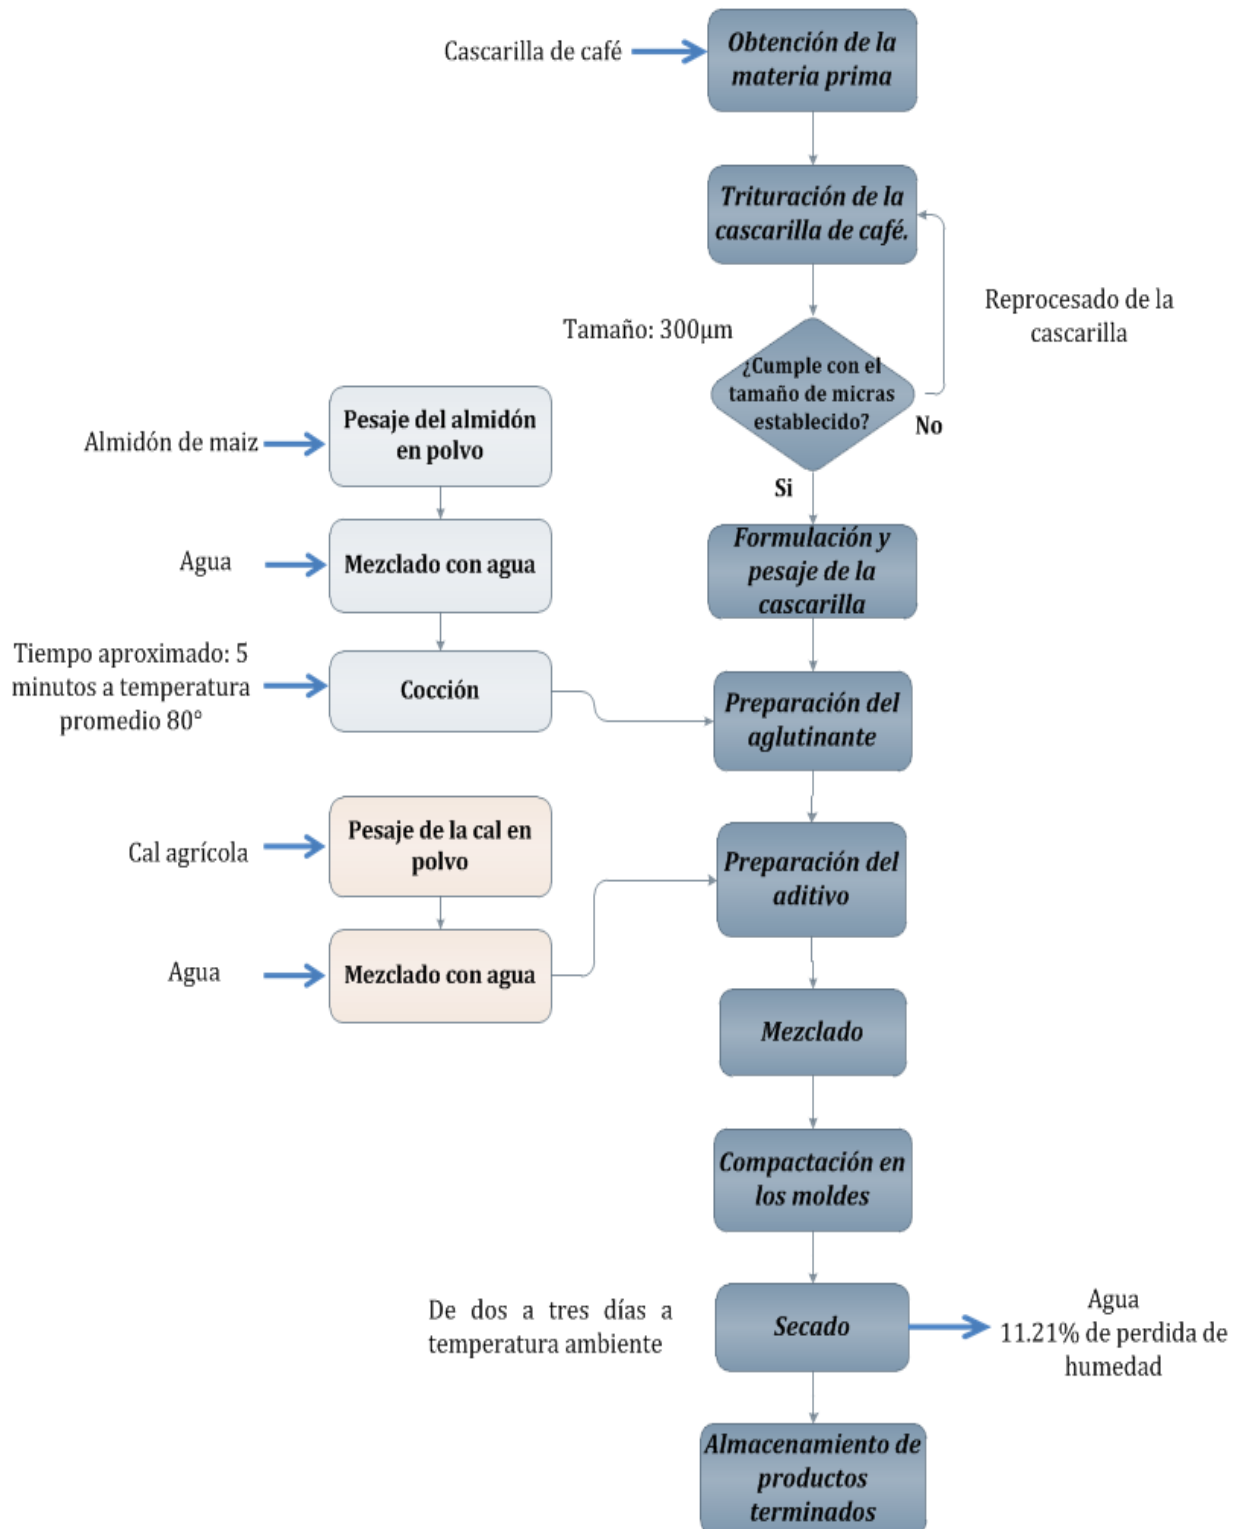 Cascarilla de café
Obtención de la
materia prima
Trituración de la
cascarilla de café.
Reprocesado de la
cascarilla
Tamaño: 300μm
¿Cumple con el
tamaño de micras
establecido?
No
Si
Almidón de maiz
Pesaje del almidón
en polvo
Agua
Mezclado con agua
Formulación y
pesaje de la
cascarilla
Tiempo aproximado: 5
minutos a temperatura
promedio 80°
Cocción
Preparación del
aglutinante
Cal agrícola
Pesaje de la cal en
polvo
Preparación del
aditivo
Agua
Mezclado con agua
Mezclado
Compactación en
los moldes
De dos a tres días a
temperatura ambiente
Secado
Agua
11.21% de perdida de
humedad
Almacenamiento de
productos
terminados